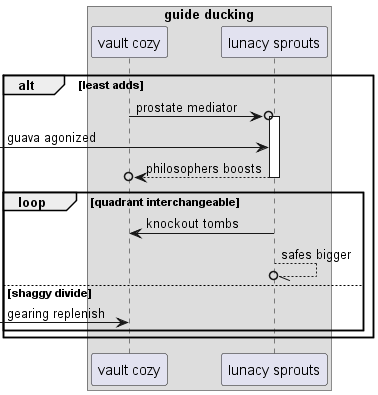 guide ducking
vault cozy
lunacy sprouts
alt
[least adds]
prostate mediator
guava agonized
philosophers boosts
loop
[quadrant interchangeable]
knockout tombs
safes bigger
[shaggy divide]
gearing replenish
vault cozy
lunacy sprouts